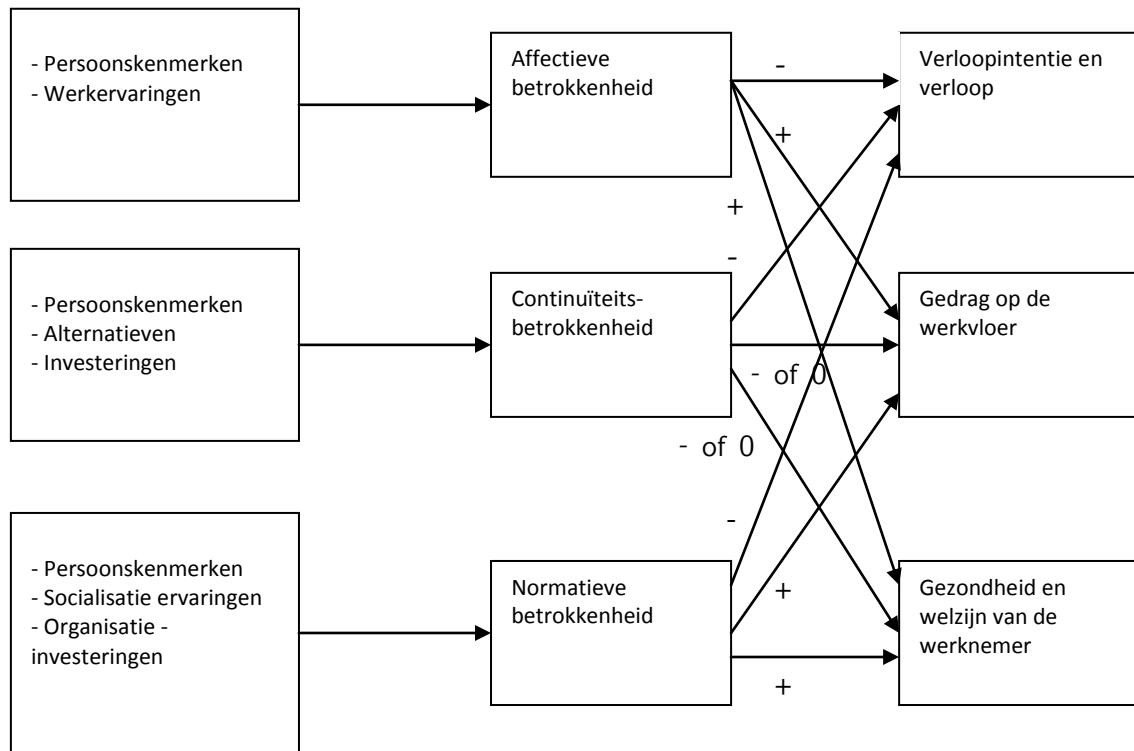 - Persoonskenmerken
- Werkervaringen
Affectieve
betrokkenheid
Verloopintentie en
verloop
-
+
+
-
- Persoonskenmerken
- Alternatieven
- Investeringen
Continuïteits-
betrokkenheid
Gedrag op de
werkvloer
- of 0
- of 0
-
- Persoonskenmerken
- Socialisatie ervaringen
- Organisatie -
investeringen
Normatieve
betrokkenheid
Gezondheid en
welzijn van de
werknemer
+
+